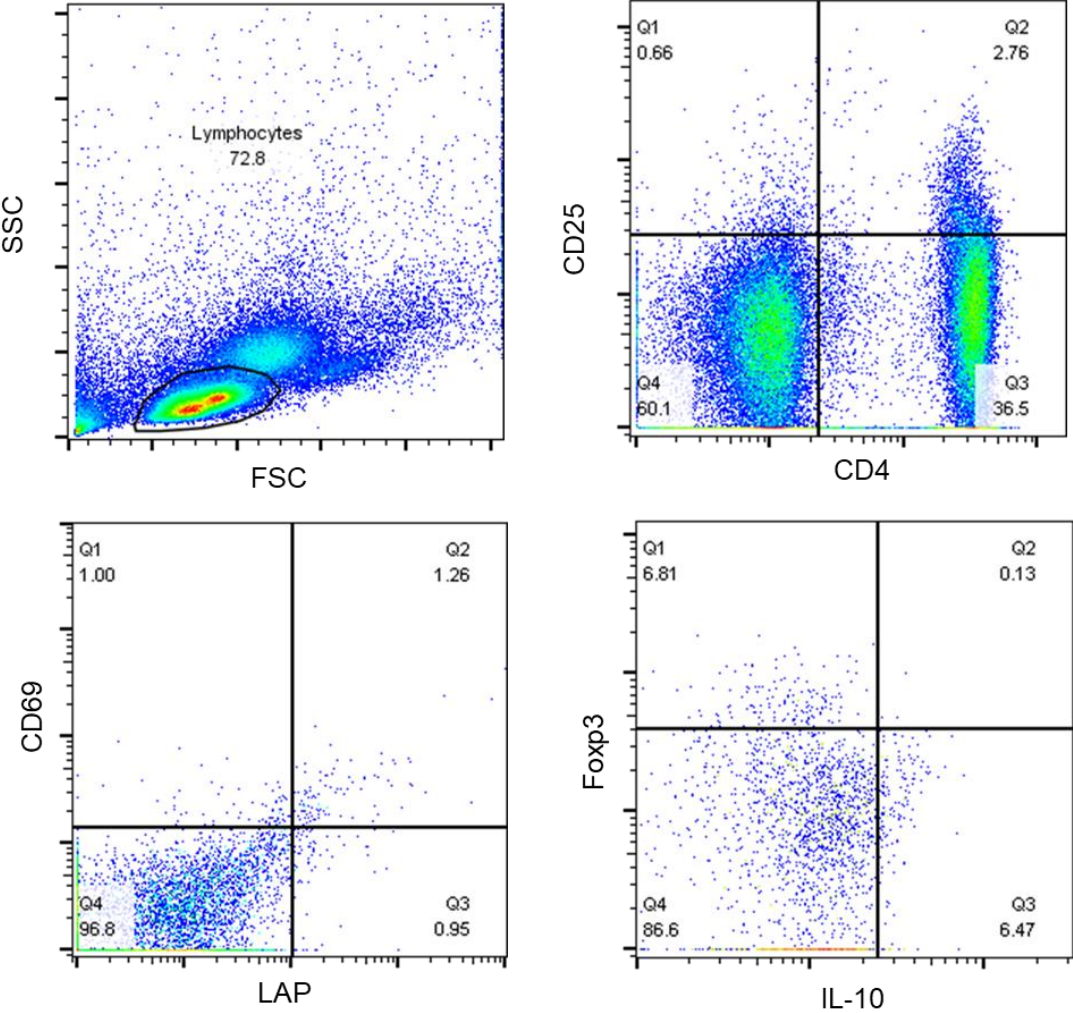 Lymphocytes
72.8
SSC
FSC
Q1
0.66
Q2
2.76
CD25
Q4
60.1
Q3
36.5
CD4
Q1
1.00
Q2
1.26
CD69
Q4
96.8
Q3
0.95
LAP
Q1
6.81
Q2
0.13
Foxp3
Q4
86.6
Q3
6.47
IL-10